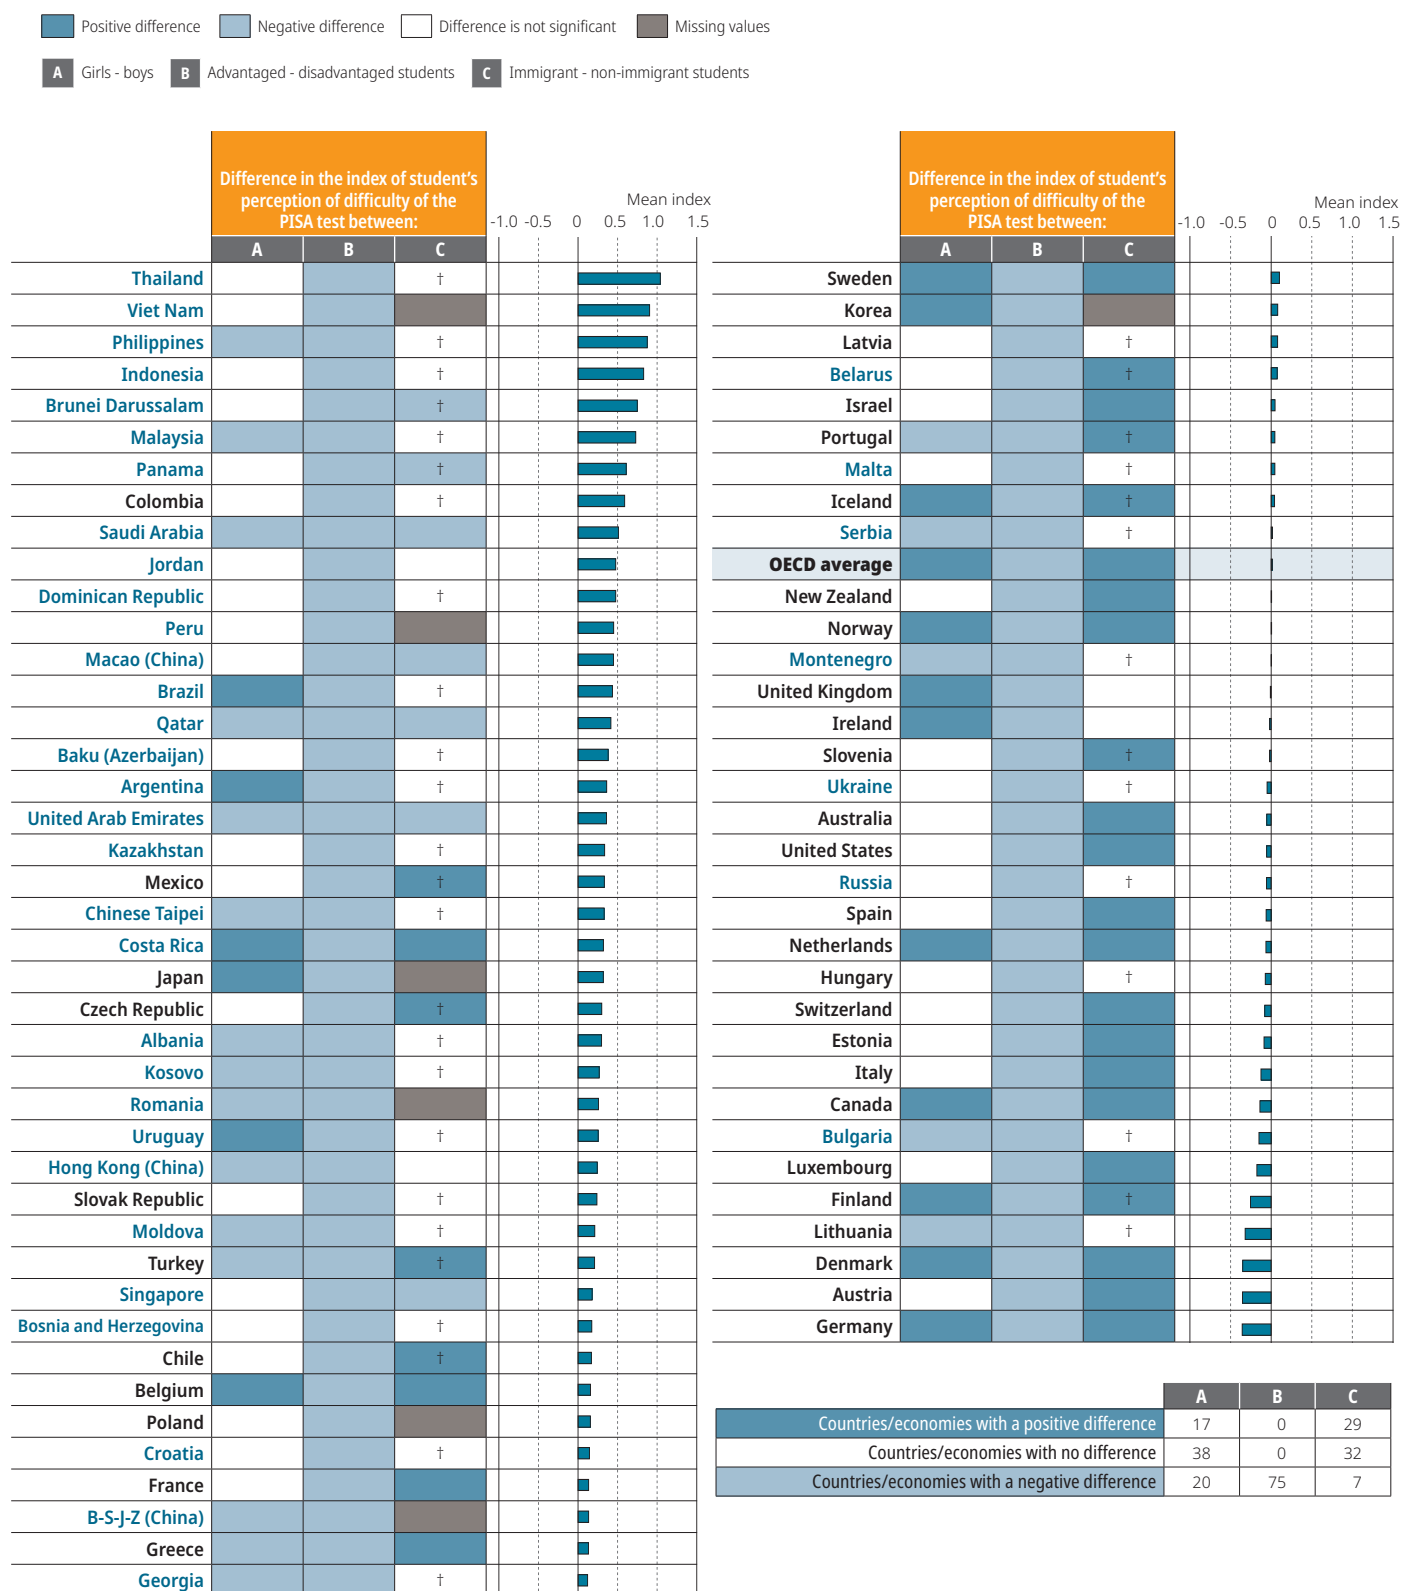 Positive difference Negative difference Difference is not significant Missing values
A Girls - boys B Advantaged - disadvantaged students C Immigrant - non-immigrant students
Difference in the index of student’s
perception of difficulty of the
PISA test between:
Mean index
-1.0 -0.5 0 0.5 1.0 1.5
A B C
Thailand †
Viet Nam
Philippines †
Indonesia †
Brunei Darussalam †
Malaysia †
Panama †
Colombia †
Saudi Arabia
Jordan
Dominican Republic †
Peru
Macao (China)
Brazil †
Qatar
Baku (Azerbaijan) †
Argentina †
United Arab Emirates
Kazakhstan †
Mexico †
Chinese Taipei †
Costa Rica
Japan
Czech Republic †
Albania †
Kosovo †
Romania
Uruguay †
Hong Kong (China)
Slovak Republic †
Moldova †
Turkey †
Singapore
Bosnia and Herzegovina †
Chile †
Belgium
Poland
Croatia †
France
B-S-J-Z (China)
Greece
Georgia †
Difference in the index of student’s
perception of difficulty of the
PISA test between:
Mean index
-1.0 -0.5 0 0.5 1.0 1.5
A B C
Sweden
Korea
Latvia †
Belarus †
Israel
Portugal †
Malta †
Iceland †
Serbia †
OECD average
New Zealand
Norway
Montenegro †
United Kingdom
Ireland
Slovenia †
Ukraine †
Australia
United States
Russia †
Spain
Netherlands
Hungary †
Switzerland
Estonia
Italy
Canada
Bulgaria †
Luxembourg
Finland †
Lithuania †
Denmark
Austria
Germany
A B C
Countries/economies with a positive difference 17 0 29
Countries/economies with no difference 38 0 32
Countries/economies with a negative difference 20 75 7